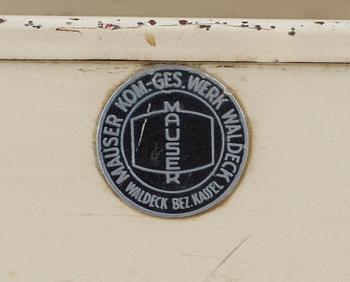 MAUSER KOM-GES. WERK WALDECK
MAUSER
WALDECK BEZ. KASSEL